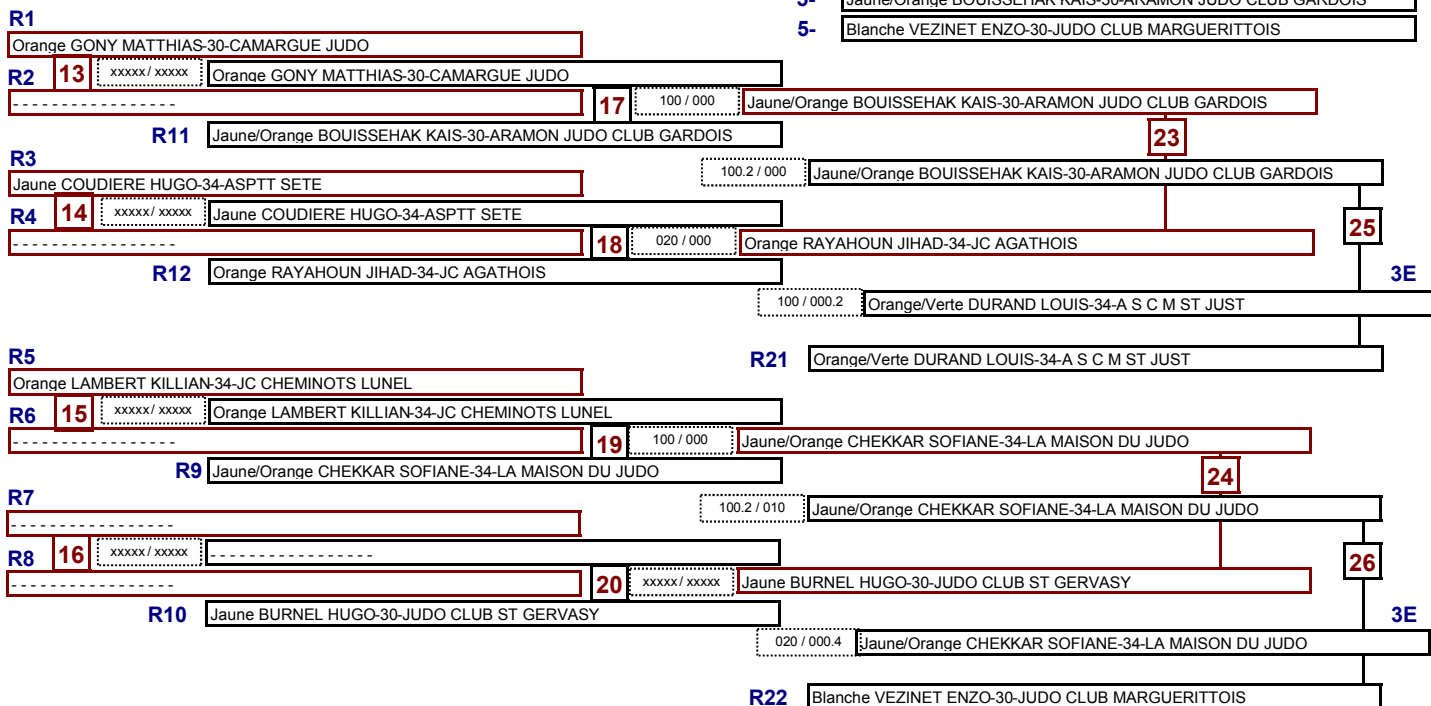 5- Jaune/Orange BOUISSEHAK KAIS-30-ARAMON JUDO CLUB GARDOIS
5- Blanche VEZINET ENZO-30-JUDO CLUB MARGUERITTOIS
R1
Orange GONY MATTHIAS-30-CAMARGUE JUDO
R2 13 xxxxx / xxxxx Orange GONY MATTHIAS-30-CAMARGUE JUDO
- - - - - - - - - - - - - - - - 17 100 / 000 Jaune/Orange BOUISSEHAK KAIS-30-ARAMON JUDO CLUB GARDOIS
R11 Jaune/Orange BOUISSEHAK KAIS-30-ARAMON JUDO CLUB GARDOIS 23
R3
100.2 / 000 Jaune/Orange BOUISSEHAK KAIS-30-ARAMON JUDO CLUB GARDOIS
Jaune COUDIERE HUGO-34-ASPTT SETE
R4 14 xxxxx / xxxxx Jaune COUDIERE HUGO-34-ASPTT SETE 25
- - - - - - - - - - - - - - - - 18 020 / 000 Orange RAYAHOUN JIHAD-34-JC AGATHOIS
R12 Orange RAYAHOUN JIHAD-34-JC AGATHOIS 3E
100 / 000.2 Orange/Verte DURAND LOUIS-34-A S C M ST JUST
R5 R21 Orange/Verte DURAND LOUIS-34-A S C M ST JUST
Orange LAMBERT KILLIAN-34-JC CHEMINOTS LUNEL
R6 15 xxxxx / xxxxx Orange LAMBERT KILLIAN-34-JC CHEMINOTS LUNEL
- - - - - - - - - - - - - - - - 19 100 / 000 Jaune/Orange CHEKKAR SOFIANE-34-LA MAISON DU JUDO
R9 Jaune/Orange CHEKKAR SOFIANE-34-LA MAISON DU JUDO 24
R7
100.2 / 010 Jaune/Orange CHEKKAR SOFIANE-34-LA MAISON DU JUDO
- - - - - - - - - - - - - - - -
R8 16 xxxxx / xxxxx - - - - - - - - - - - - - - - - 26
- - - - - - - - - - - - - - - - 20 xxxxx / xxxxx Jaune BURNEL HUGO-30-JUDO CLUB ST GERVASY
R10 Jaune BURNEL HUGO-30-JUDO CLUB ST GERVASY 3E
020 / 000.4 Jaune/Orange CHEKKAR SOFIANE-34-LA MAISON DU JUDO
R22 Blanche VEZINET ENZO-30-JUDO CLUB MARGUERITTOIS